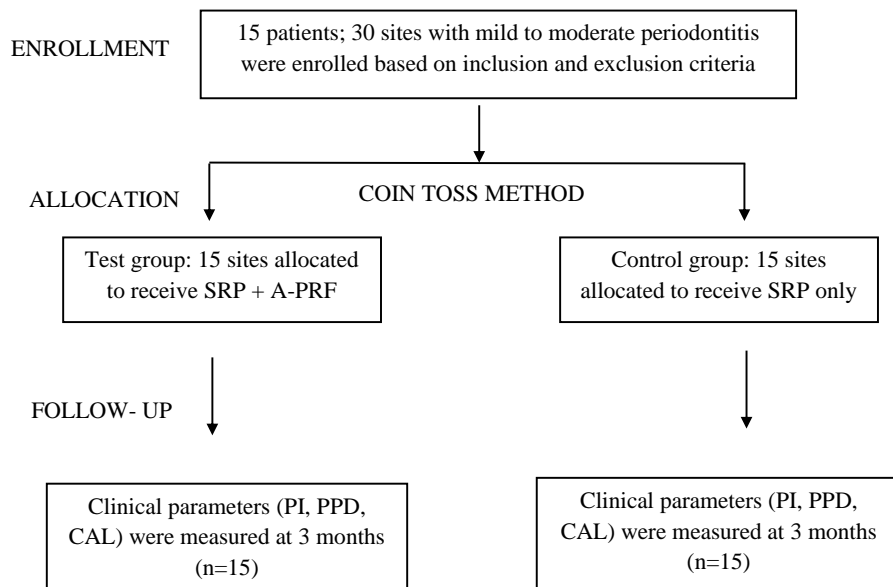 ENROLLMENT
15 patients; 30 sites with mild to moderate periodontitis
were enrolled based on inclusion and exclusion criteria
ALLOCATION
COIN TOSS METHOD
Test group: 15 sites allocated
to receive SRP + A-PRF
Control group: 15 sites
allocated to receive SRP only
FOLLOW- UP
Clinical parameters (PI, PPD,
CAL) were measured at 3 months
(n=15)
Clinical parameters (PI, PPD,
CAL) were measured at 3 months
(n=15)